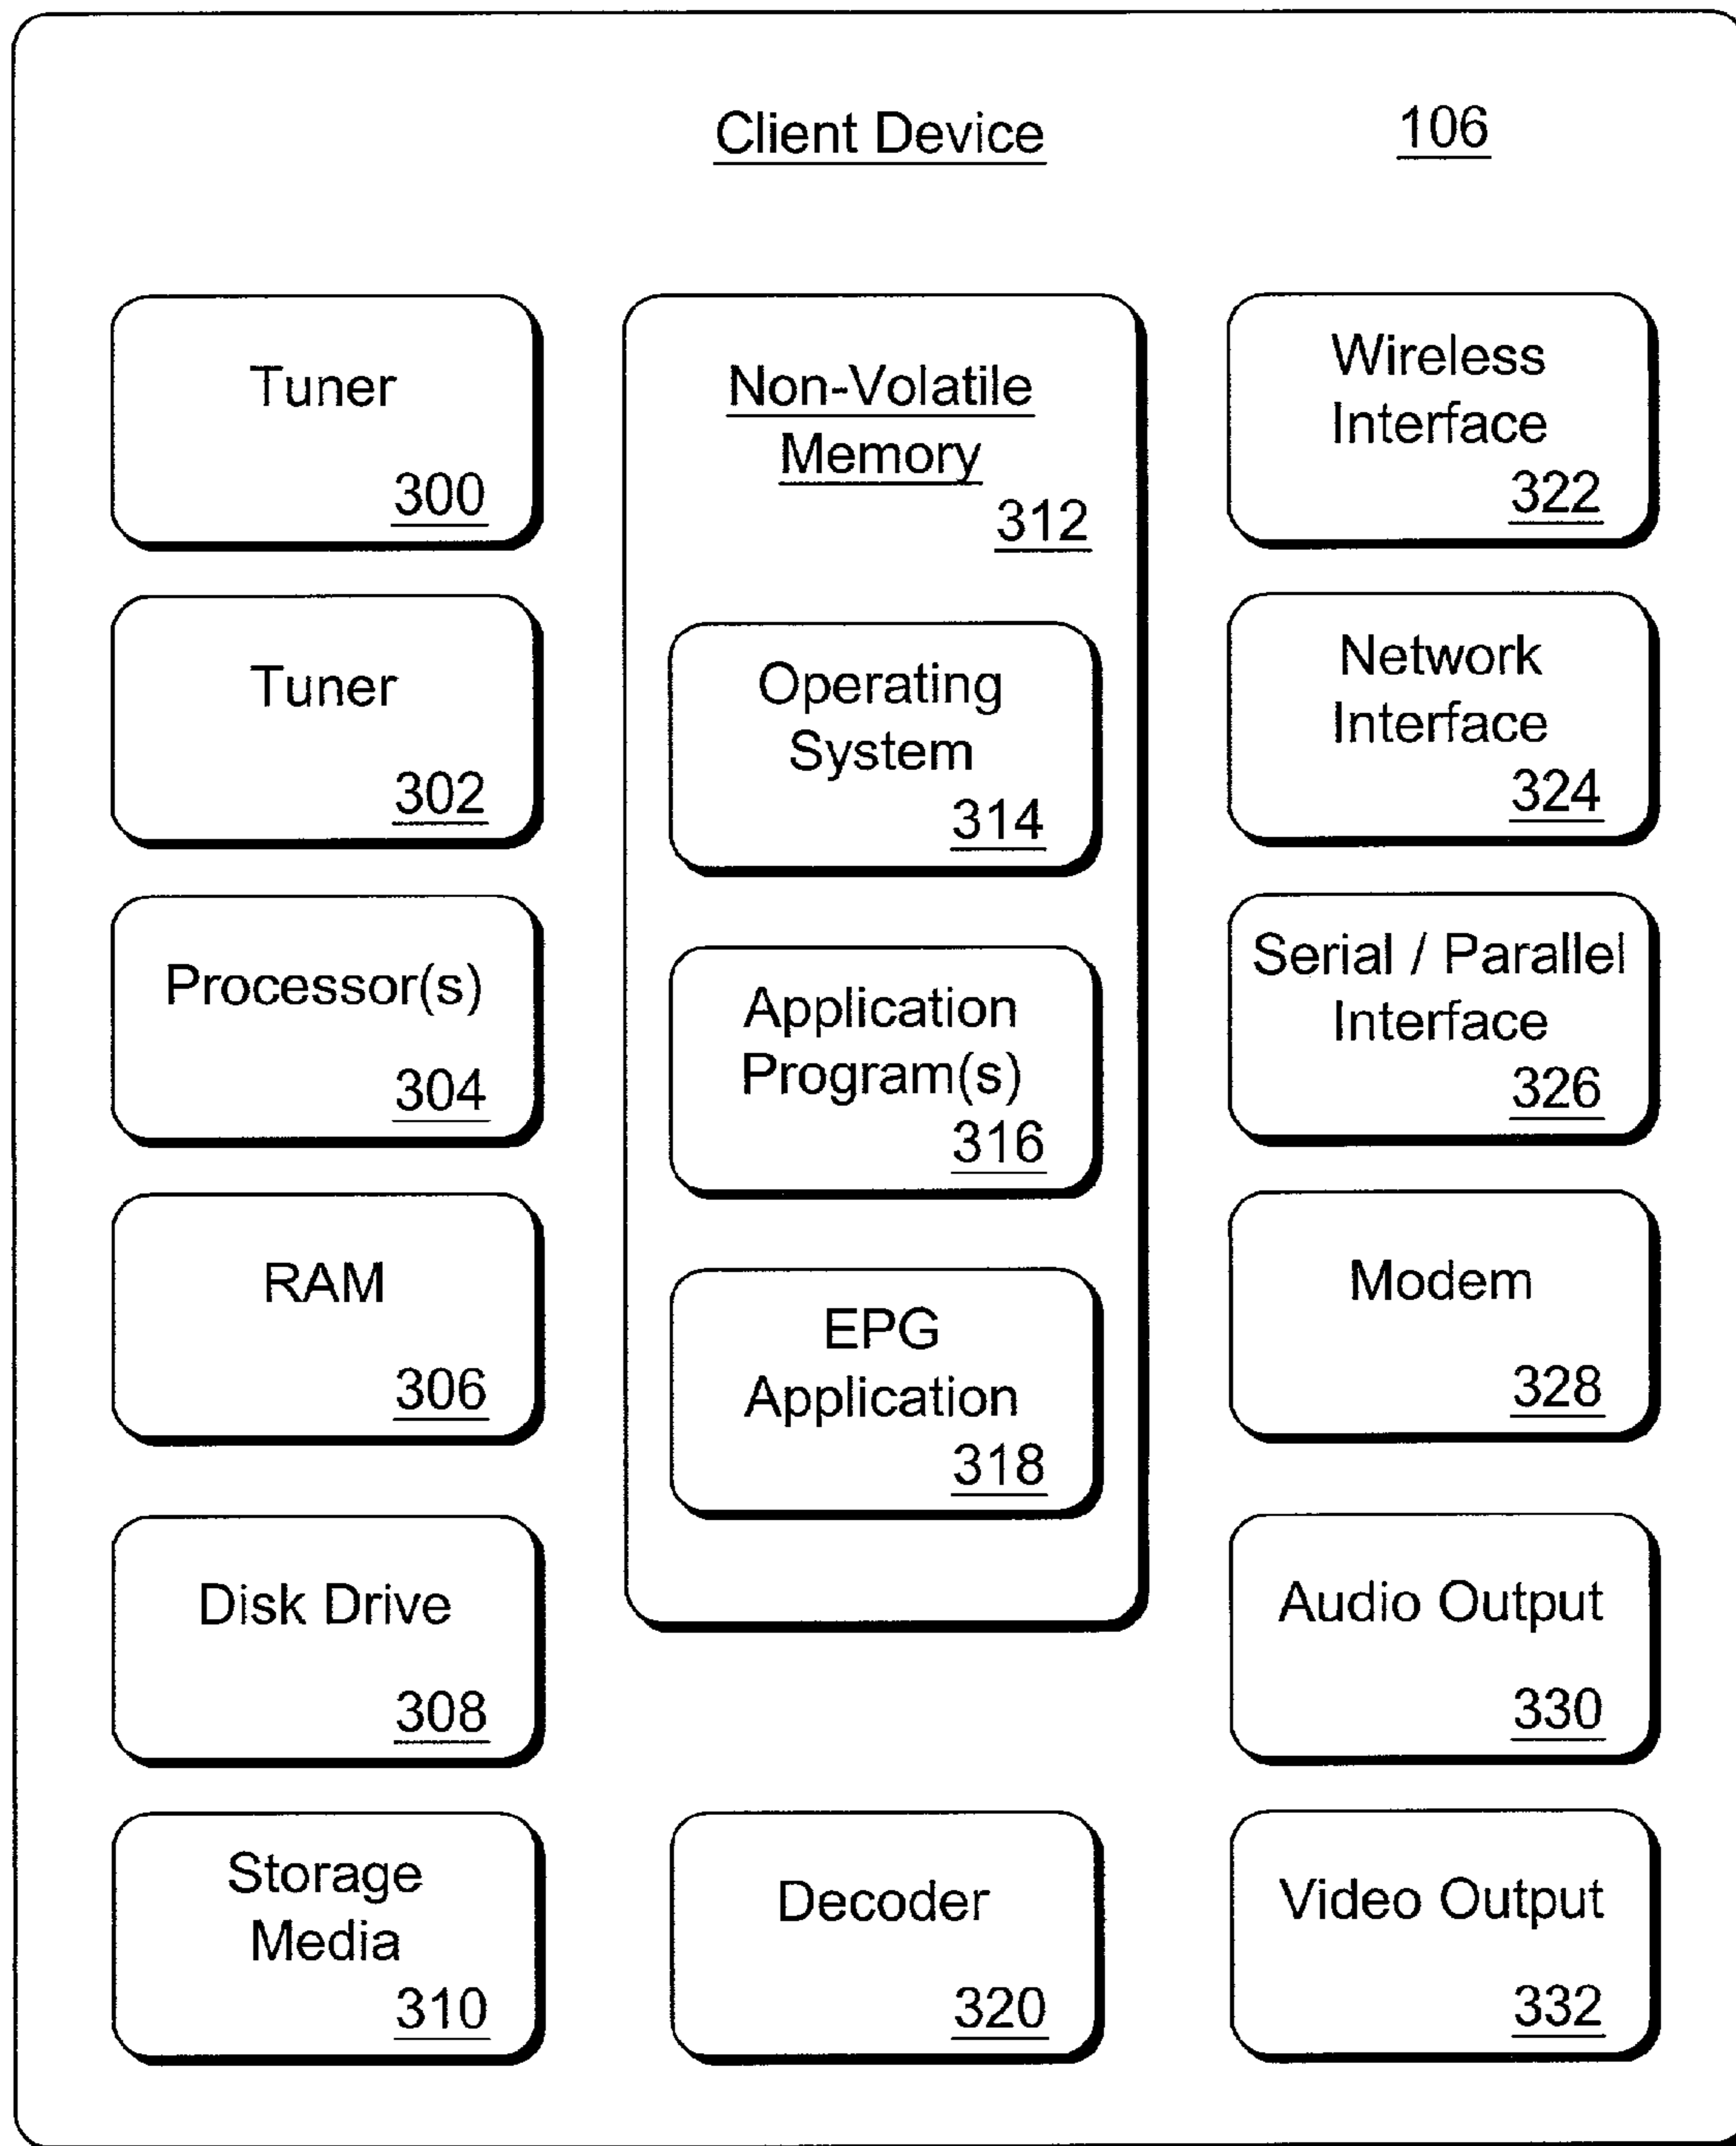 Client Device
106
Tuner
300
Tuner
302
Processor(s)
304
RAM
306
Disk Drive
308
Storage
Media
310
Non-Volatile
Memory
312
Operating
System
314
Application
Program(s)
316
EPG
Application
318
Decoder
320
Wireless
Interface
322
Network
Interface
324
Serial / Parallel
Interface
326
Modem
328
Audio Output
330
Video Output
332